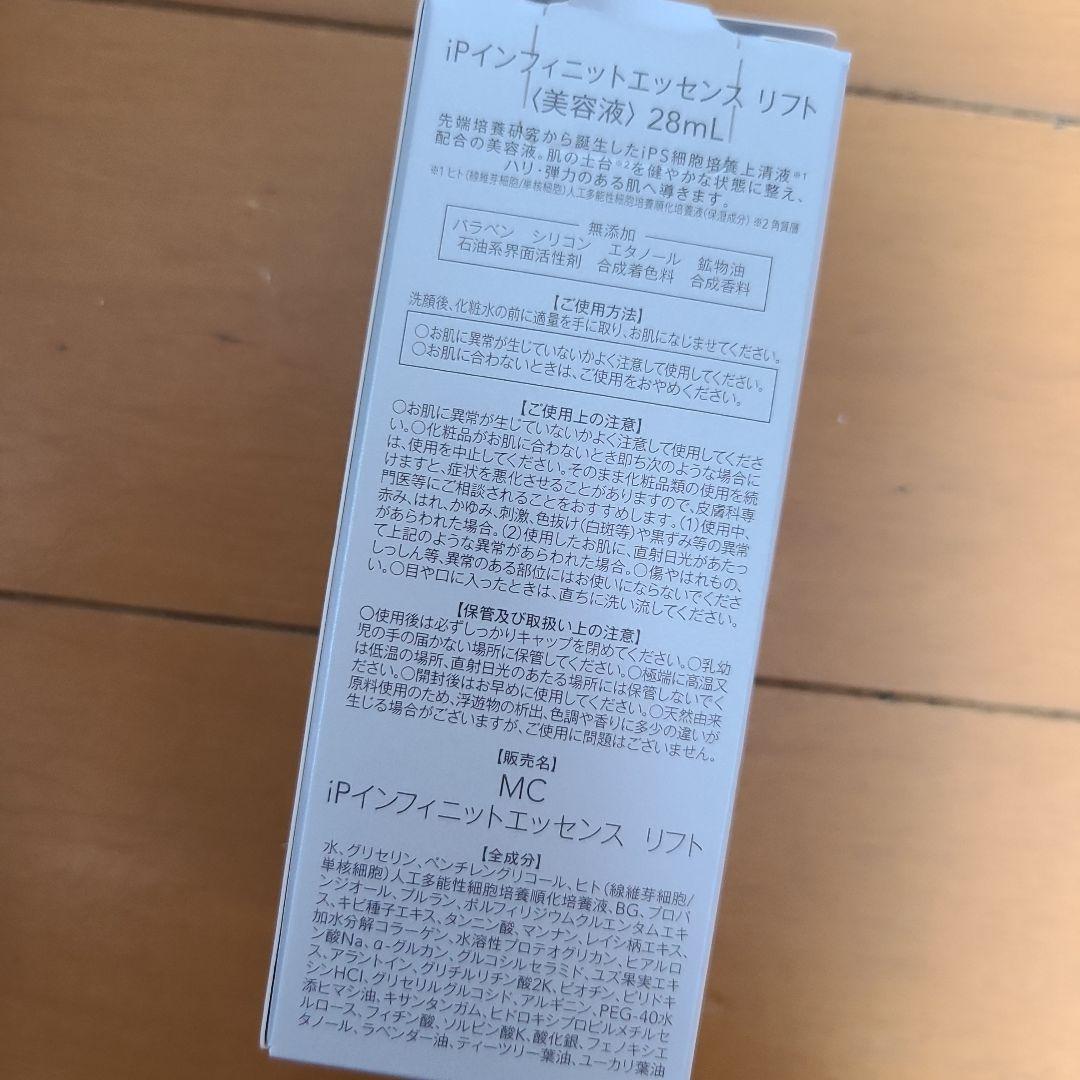 iPインフィニットエッセンス リフト
〈美容液〉 28mL
先端培養研究から誕生したiPS細胞培養上清液※1
配合の美容液。肌の土台※2を健やかな状態に整え、
ハリ・弾力のある肌へ導きます。
※1 ヒト(線維芽細胞/単核細胞)人工多能性細胞培養順化培養液(保湿成分) ※2 角質層
無添加
パラベン シリコン エタノール 鉱物油
石油系界面活性剤 合成着色料 合成香料
【ご使用方法】
洗顔後、化粧水の前に適量を手に取り、お肌になじませてください。
○お肌に異常が生じていないかよく注意して使用してください。
○お肌に合わないときは、ご使用をおやめください。
【ご使用上の注意】
○お肌に異常が生じていないかよく注意して使用してくださ
い。○化粧品がお肌に合わないとき即ち次のような場合に
は、使用を中止してください。そのまま化粧品類の使用を続
けますと、症状を悪化させることがありますので、皮膚科専
門医等にご相談されることをおすすめします。(1)使用中、
赤み、はれ、かゆみ、刺激、色抜け(白斑等)や黒ずみ等の異常
があらわれた場合。(2)使用したお肌に、直射日光があたっ
て上記のような異常があらわれた場合。○傷やはれもの、
しっしん等、異常のある部位にはお使いにならないでくださ
い。○目や口に入ったときは、直ちに洗い流してください。
【保管及び取扱い上の注意】
○使用後は必ずしっかりキャップを閉めてください。○乳幼
児の手の届かない場所に保管してください。○極端に高温又
は低温の場所、直射日光のあたる場所には保管しないでく
ださい。○開封後はお早めに使用してください。○天然由来
原料使用のため、浮遊物の析出、色調や香りに多少の違いが
生じる場合がございますが、ご使用に問題はございません。
【販売名】
MC
iPインフィニットエッセンス リフト
【全成分】
水、グリセリン、ペンチレングリコール、ヒト(線維芽細胞/
単核細胞)人工多能性細胞培養順化培養液、BG、プロパ
ンジオール、プルラン、ポルフィリジウムクルエンタムエキ
ス、キビ種子エキス、タンニン酸、マンナン、レイシ柄エキス、
加水分解コラーゲン、水溶性プロテオグリカン、ヒアルロ
ン酸Na、α-グルカン、グルコシルセラミド、ユズ果実エキ
ス、アラントイン、グリチルリチン酸2K、ビオチン、ピリドキ
シンHCl、グリセリルグルコシド、アルギニン、PEG-40水
添ヒマシ油、キサンタンガム、ヒドロキシプロピルメチルセ
ルロース、フィチン酸、ソルビン酸K、酸化銀、フェノキシエ
タノール、ラベンダー油、ティーツリー葉油、ユーカリ葉油